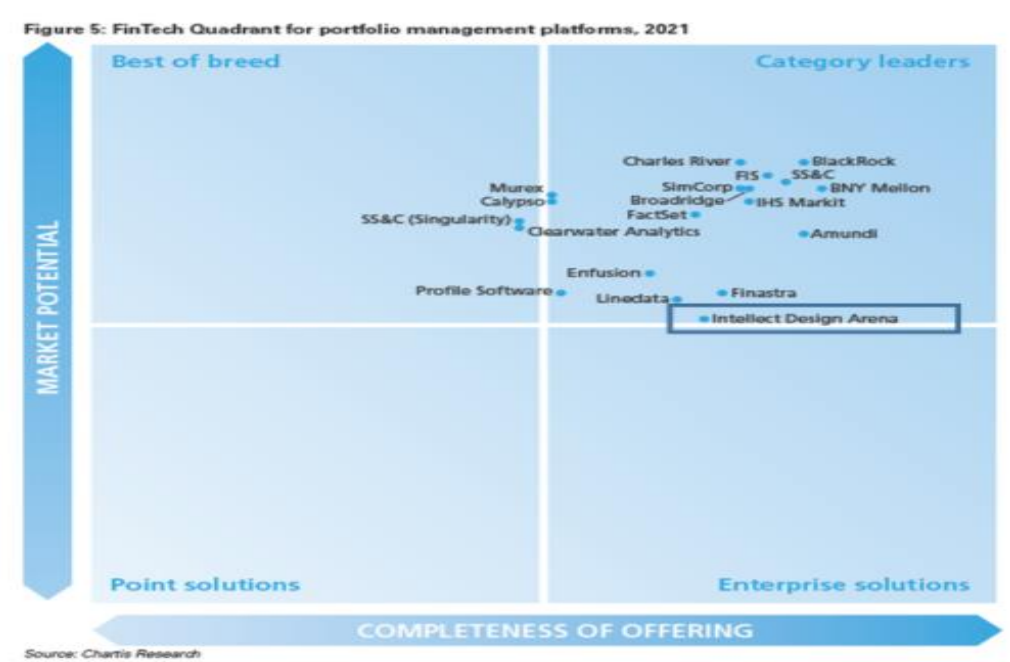 Figure 5: FinTech Quadrant for portfolio management platforms, 2021
Best of breed
Category leaders
Charles River
BlackRock
FIS
SS&C
Murex
SimCorp
BNY Mellon
Calypso
Broadridge
IHS Markit
SS&C (Singularity)
FactSet
Clearwater Analytics
Amundi
Enfusion
Profile Software
Linedata
Finastra
Intellect Design Arena
MARKET POTENTIAL
Point solutions
Enterprise solutions
COMPLETENESS OF OFFERING
Source: Chartis Research